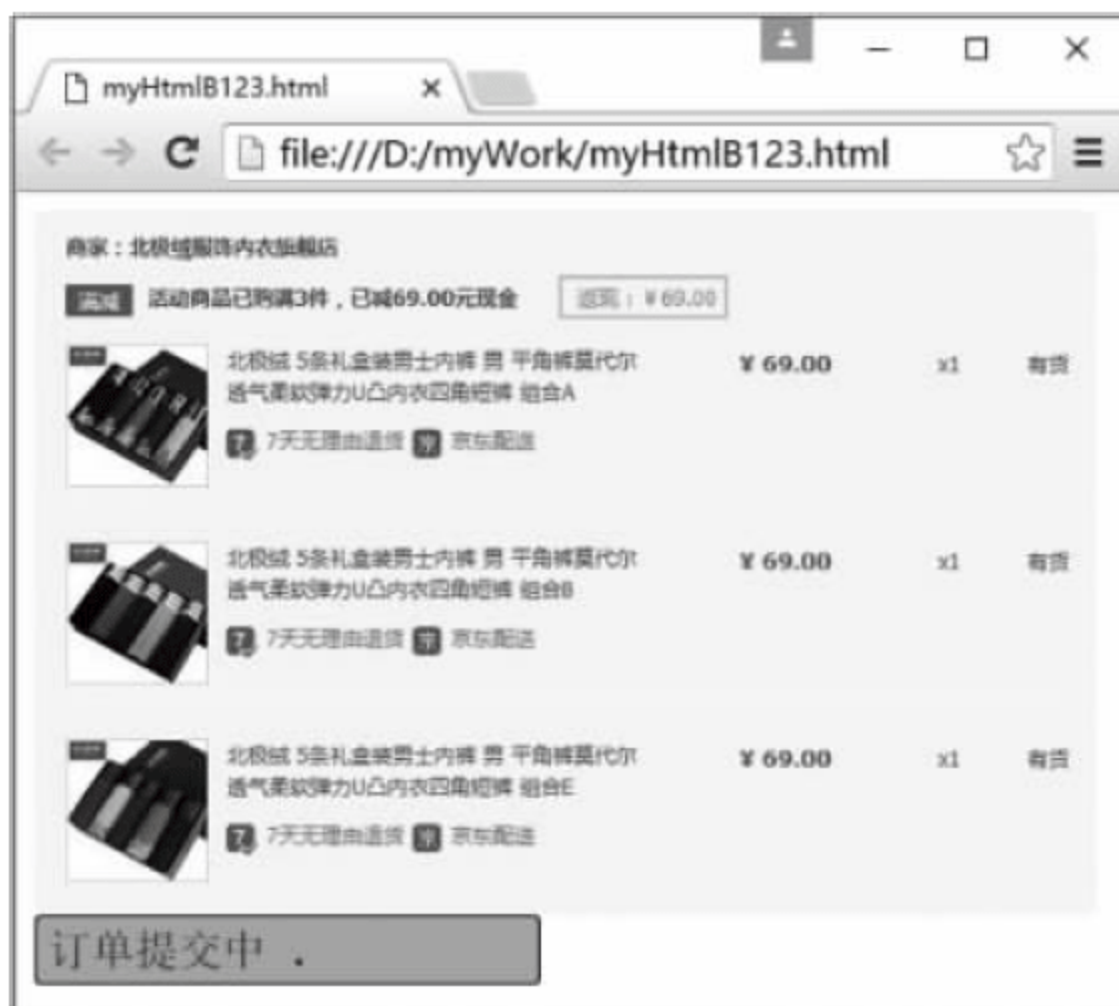 myHtmlB123.html
file:///D:/myWork/myHtmlB123.html
商家：北极绒服饰内衣旗舰店
满减 活动商品已购满3件，已减69.00元现金 返现：¥69.00
北极绒 5条礼盒装男士内裤 男 平角裤莫代尔 ¥ 69.00 x1 有货
透气柔软弹力U凸内衣四角短裤 组合A
7 7天无理由退货 京 京东配送
北极绒 5条礼盒装男士内裤 男 平角裤莫代尔 ¥ 69.00 x1 有货
透气柔软弹力U凸内衣四角短裤 组合B
7 7天无理由退货 京 京东配送
北极绒 5条礼盒装男士内裤 男 平角裤莫代尔 ¥ 69.00 x1 有货
透气柔软弹力U凸内衣四角短裤 组合E
7 7天无理由退货 京 京东配送
订单提交中 .